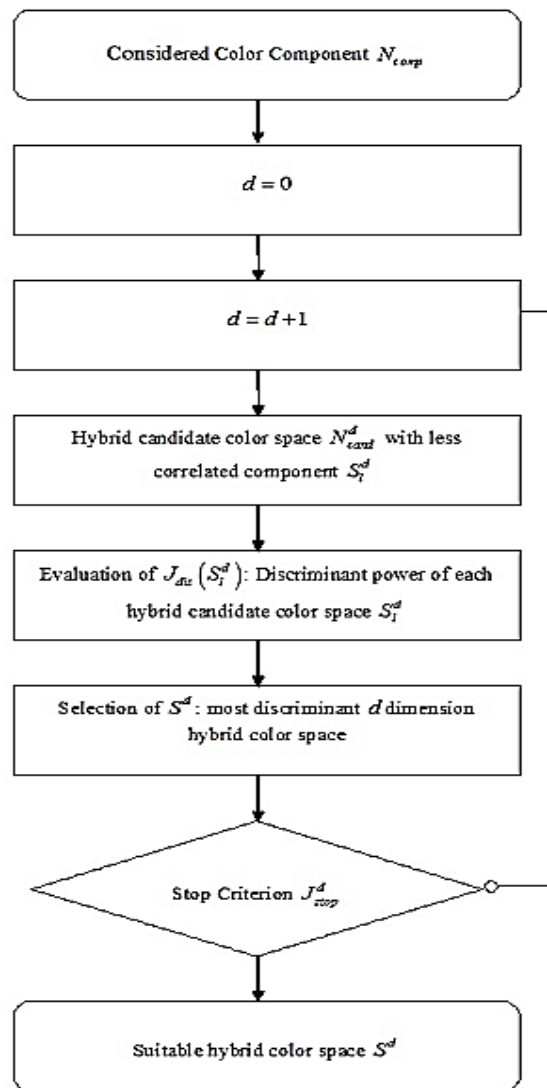 Considered Color Component N_comp
d = 0
d = d+1
Hybrid candidate color space N^d_cand with less
correlated component S^d_i
Evaluation of J_dis(S^d_i): Discriminant power of each
hybrid candidate color space S^d_i
Selection of S^d: most discriminant d dimension
hybrid color space
Stop Criterion J^d_stop
Suitable hybrid color space S^d